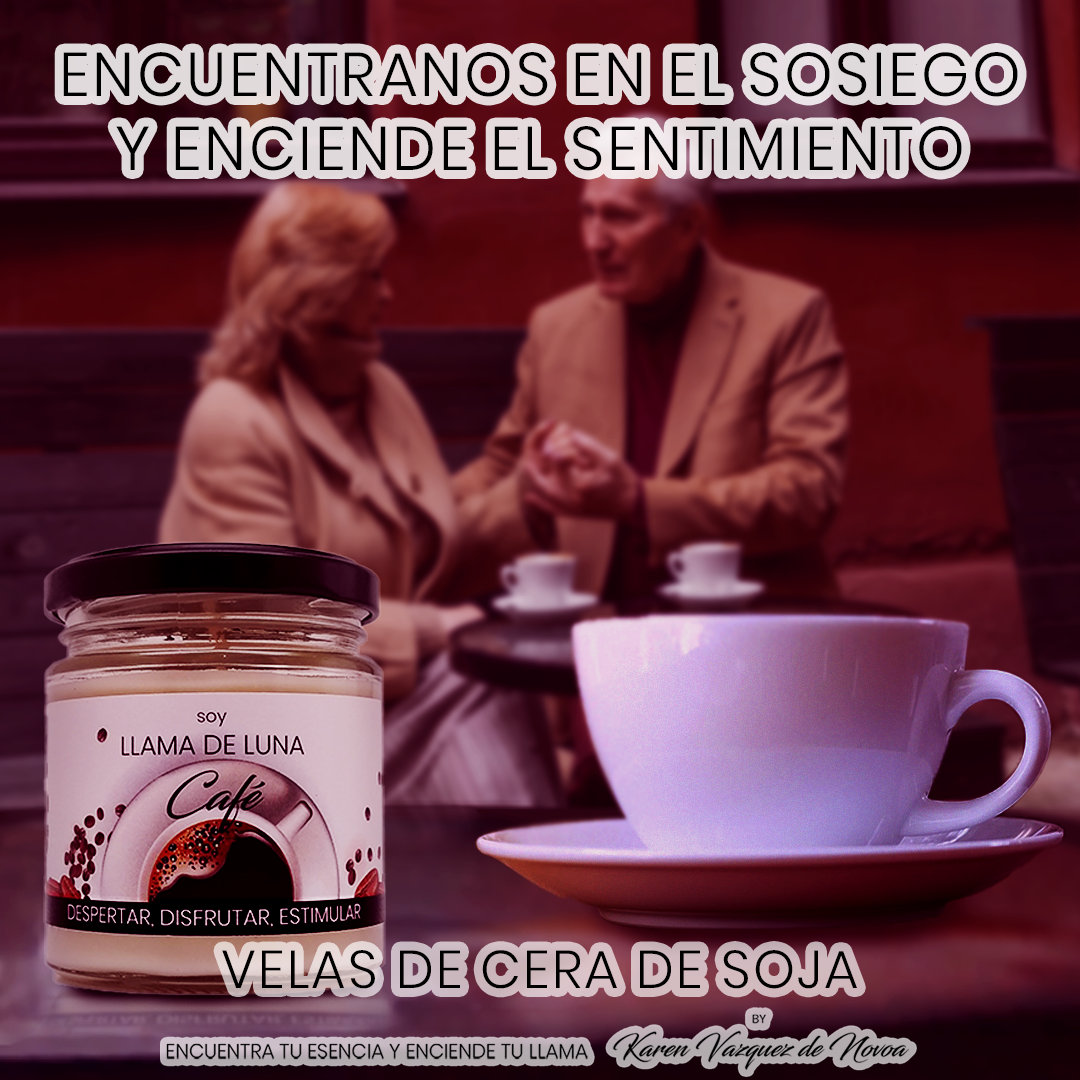 ENCUENTRANOS EN EL SOSIEGO
Y ENCIENDE EL SENTIMIENTO
soy
LLAMA DE LUNA
Café
DESPERTAR, DISFRUTAR, ESTIMULAR
VELAS DE CERA DE SOJA
BY
ENCUENTRA TU ESENCIA Y ENCIENDE TU LLAMA Karen Vazquez de Novoa